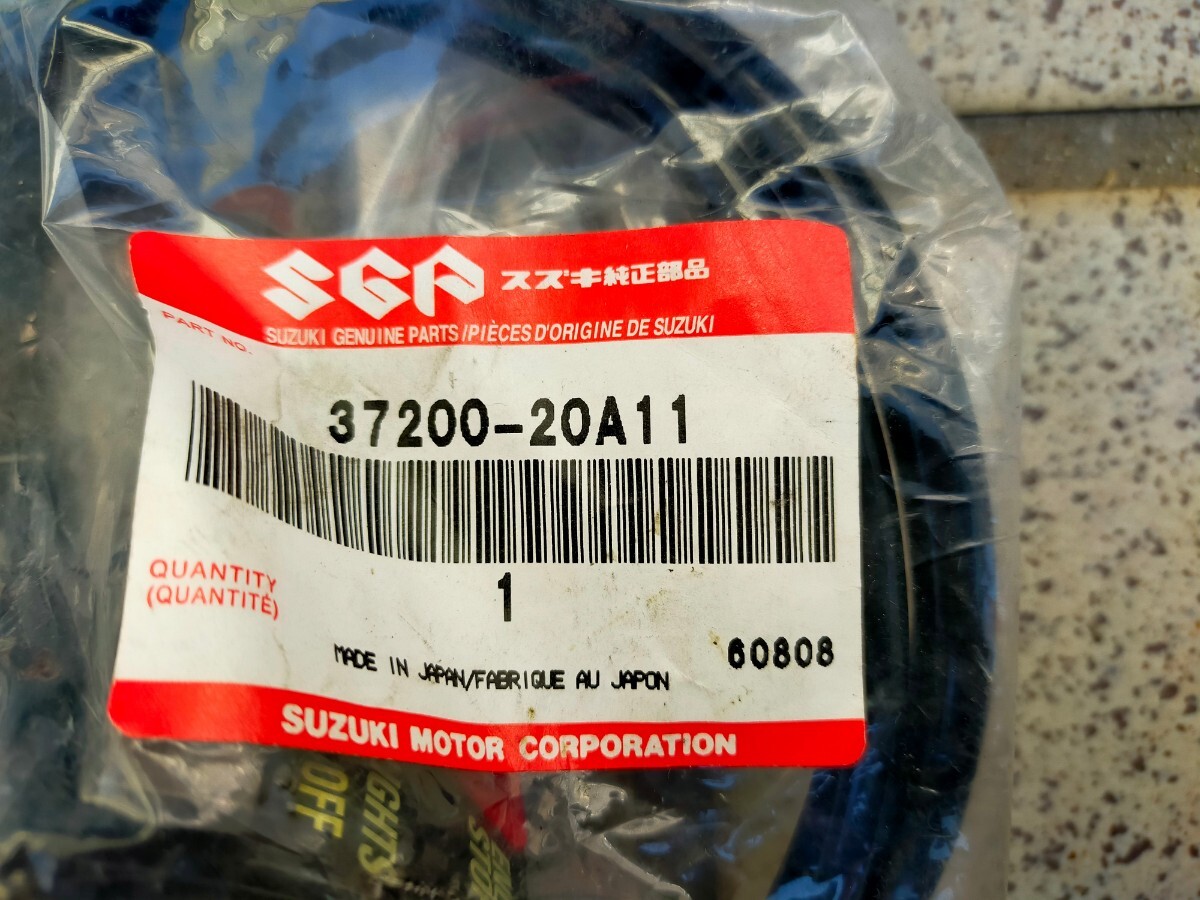 SGP スズキ純正部品
SUZUKI GENUINE PARTS/PIÈCES D'ORIGINE DE SUZUKI
PART NO.
37200-20A11
QUANTITY
(QUANTITÉ)
1
60808
MADE IN JAPAN/FABRIQUE AU JAPON
SUZUKI MOTOR CORPORATION
OFF